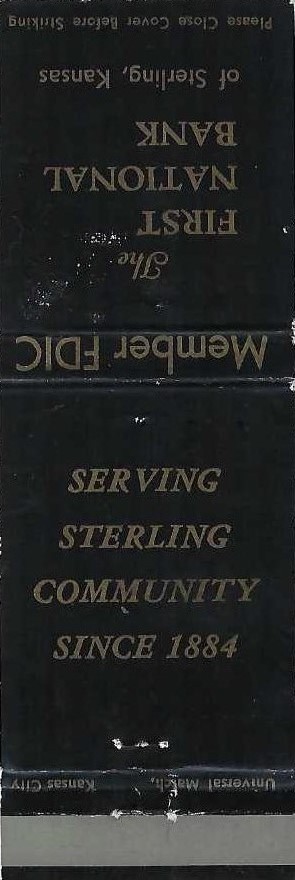 The
FIRST
NATIONAL
BANK
of Sterling, Kansas
Please Close Cover Before Striking
Member FDIC
SERVING
STERLING
COMMUNITY
SINCE 1884
Universal Match, Kansas City